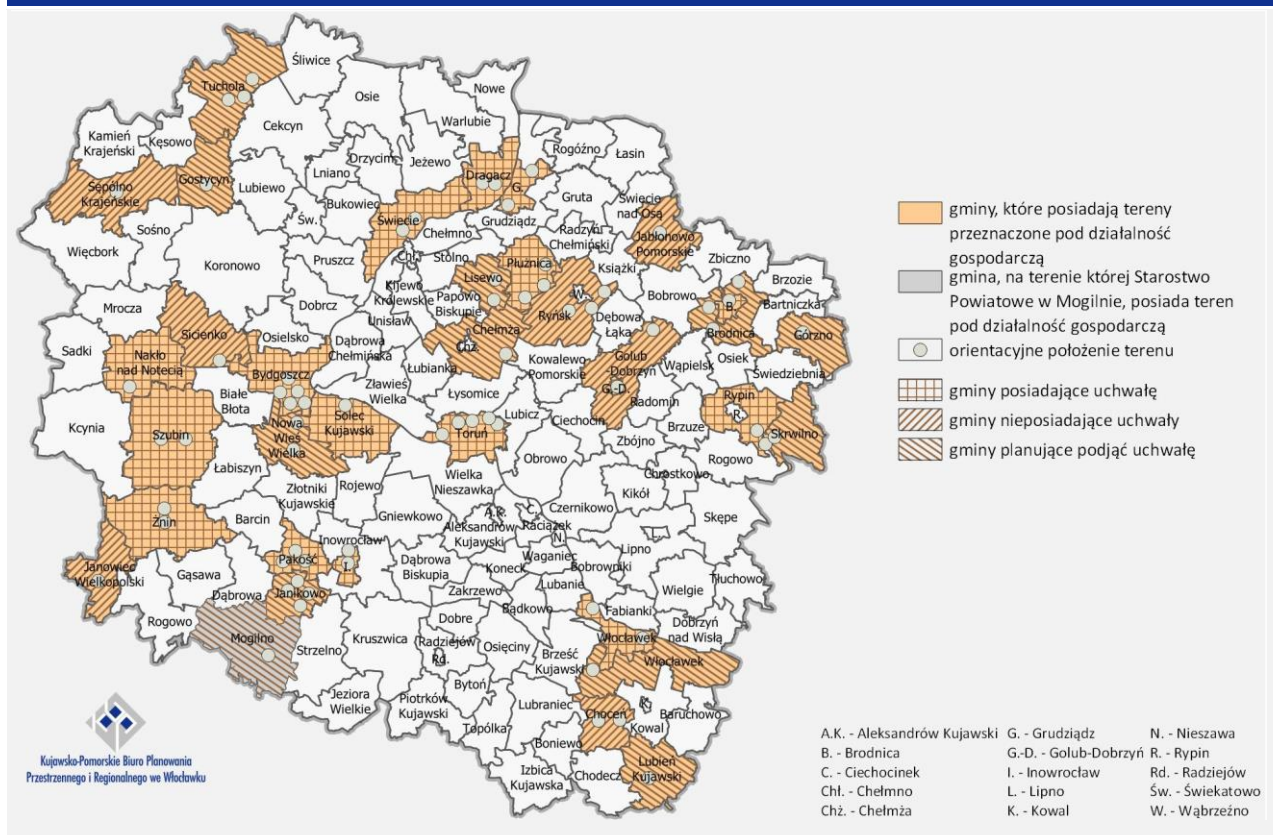 Śliwice
Tuchola
Osie
Nowe
Warlubie
Cekcyn
Kamień
Krajeński
Kęsowo
Rogóźno
Łasin
Drzycim
Jeżewo
Lniano
Dragacz
G.
Gostycyn
Sępólno
Krajeńskie
Lubiewo
Bukowiec
Gruta
Świecie
nad Osą
Św.
Świecie
Grudziądz
Sośno
Chełmno
Radzyń
Chełmiński
Jabłonowo
Pomorskie
Więcbork
Koronowo
Pruszcz
Chł.
Stolno
Płużnica
Książki
Zbiczno
Lisewo
Brzozie
Kijewo
Królewskie
Papowo
Biskupie
W.
Bobrowo
B.
Bartniczka
Mrocza
Dobrcz
Unisław
Ryńsk
Dębowa
Łąka
Sicienko
Osielsko
Dąbrowa
Chełmińska
Chełmża
Chż.
Brodnica
Górzno
Sadki
Nakło
nad Notecią
Łubianka
Kowalewo
Pomorskie
Golub
Dobrzyń
Wąpielsk
Osiek
Świedziebnia
Bydgoszcz
Zławieś
Wielka
Łysomice
G.-D.
Białe
Błota
Radomin
Rypin
R.
Kcynia
Solec
Kujawski
Lubicz
Ciechocin
Szubin
Nowa
Wieś
Wielka
Toruń
Brzuze
Skrwilno
Zbójno
Łabiszyn
Obrowo
Rogowo
Wielka
Nieszawka
Chrostkowo
Złotniki
Kujawskie
Rojewo
Kikół
Żnin
Barcin
Gniewkowo
A.K.
C.
Czernikowo
Skępe
Aleksandrów
Kujawski
Raciążek
N.
Inowrocław
Pakość
I.
Waganiec
Lipno
Janowiec
Wielkopolski
Gąsawa
Dąbrowa
Biskupia
Koneck
Bobrowniki
Tłuchowo
Dąbrowa
Janikowo
Zakrzewo
Lubanie
Wielgie
Rogowo
Bądkowo
Fabianki
Mogilno
Strzelno
Kruszwica
Dobre
Dobrzyń
nad Wisłą
Radziejów
Rd.
Osięciny
Włocławek
Brześć
Kujawski
Włocławek
Bytoń
Jeziora
Wielkie
Piotrków
Kujawski
Lubraniec
Choceń
K.
Kowal
Baruchowo
Topólka
Boniewo
Izbica
Kujawska
Chodecz
Lubień
Kujawski
gminy, które posiadają tereny
przeznaczone pod działalność
gospodarczą
gmina, na terenie której Starostwo
Powiatowe w Mogilnie, posiada teren
pod działalność gospodarczą
orientacyjne położenie terenu
gminy posiadające uchwałę
gminy nieposiadające uchwały
gminy planujące podjąć uchwałę
Kujawsko-Pomorskie Biuro Planowania
Przestrzennego i Regionalnego we Włocławku
A.K. - Aleksandrów Kujawski
B. - Brodnica
C. - Ciechocinek
Chł. - Chełmno
Chż. - Chełmża
G. - Grudziądz
G.-D. - Golub-Dobrzyń
I. - Inowrocław
L. - Lipno
K. - Kowal
N. - Nieszawa
R. - Rypin
Rd. - Radziejów
Św. - Świekatowo
W. - Wąbrzeźno